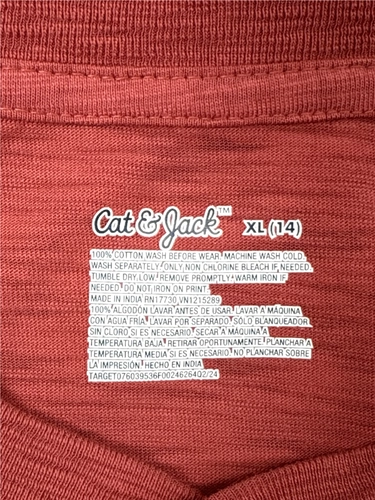 Cat & Jack™ XL (14)
100% COTTON WASH BEFORE WEAR. MACHINE WASH COLD.
WASH SEPARATELY. ONLY NON CHLORINE BLEACH IF NEEDED.
TUMBLE DRY LOW. REMOVE PROMPTLY. WARM IRON IF
NEEDED. DO NOT IRON ON PRINT.
MADE IN INDIA RN17730 VN1215289
100% ALGODÓN LAVAR ANTES DE USAR. LAVAR A MÁQUINA
CON AGUA FRÍA. LAVAR POR SEPARADO. SÓLO BLANQUEADOR
SIN CLORO SI ES NECESARIO. SECAR A MÁQUINA A
TEMPERATURA BAJA. RETIRAR OPORTUNAMENTE. PLANCHAR A
TEMPERATURA MEDIA SI ES NECESARIO. NO PLANCHAR SOBRE
LA IMPRESIÓN. HECHO EN INDIA
TARGET076039536F00246264Q2/24